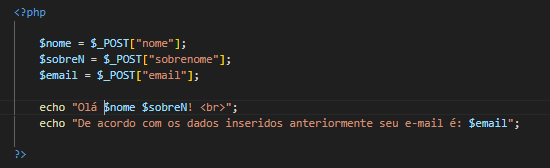 <?php
$nome = $_POST["nome"];
$sobreN = $_POST["sobrenome"];
$email = $_POST["email"];
echo "Olá $nome $sobreN! <br>";
echo "De acordo com os dados inseridos anteriormente seu e-mail é: $email";
?>